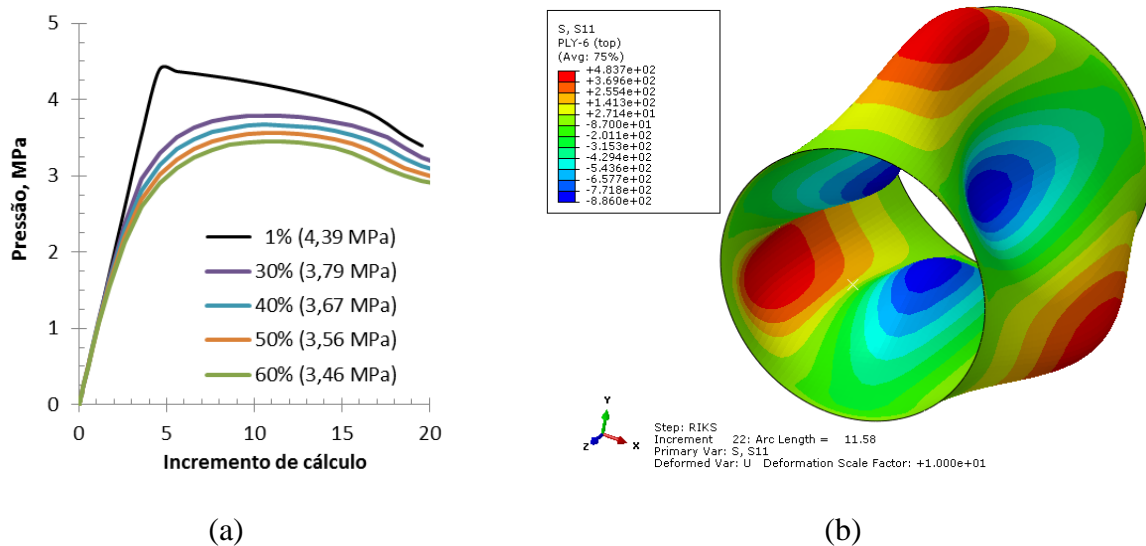 5
4
3
2
1
0
Pressão, MPa
1% (4,39 MPa)
30% (3,79 MPa)
40% (3,67 MPa)
50% (3,56 MPa)
60% (3,46 MPa)
0 5 10 15 20
Incremento de cálculo
(a)
S, S11
PLY-6 (top)
(Avg: 75%)
+4.837e+02
+3.696e+02
+2.554e+02
+1.413e+02
+2.714e+01
-8.700e+01
-2.011e+02
-3.153e+02
-4.294e+02
-5.436e+02
-6.577e+02
-7.718e+02
-8.860e+02
Y
Z X
Step: RIKS
Increment 22: Arc Length = 11.58
Primary Var: S, S11
Deformed Var: U Deformation Scale Factor: +1.000e+01
(b)